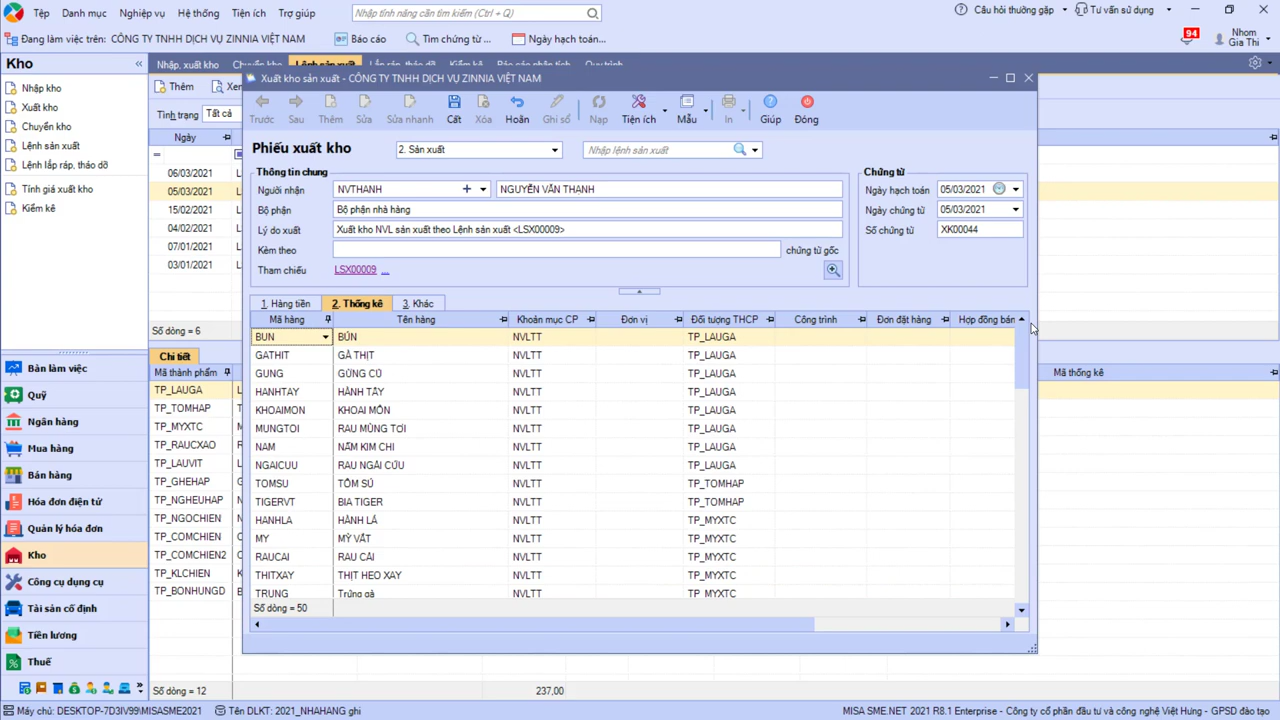 Tệp Danh mục Nghiệp vụ Hệ thống Tiện ích Trợ giúp
Nhập tính năng cần tìm kiếm (Ctrl + Q)
Câu hỏi thường gặp Tư vấn sử dụng
Đang làm việc trên: CÔNG TY TNHH DỊCH VỤ ZINNIA VIỆT NAM
Báo cáo Tìm chứng từ... Ngày hạch toán...
94
Nhom
Gia Thi
Kho «
Nhập kho
Xuất kho
Chuyển kho
Lệnh sản xuất
Lệnh lắp ráp, tháo dỡ
Tính giá xuất kho
Kiểm kê
Bàn làm việc
Quỹ
Ngân hàng
Mua hàng
Bán hàng
Hóa đơn điện tử
Quản lý hóa đơn
Kho
Công cụ dụng cụ
Tài sản cố định
Tiền lương
Thuế
Nhập, xuất kho
Thêm Xem
Tình trạng Tất cả
Ngày
=
06/03/2021
05/03/2021
15/02/2021
04/02/2021
07/01/2021
03/01/2021
Số dòng = 6
Chi tiết
Mã thành phẩm
Mã thống kê
TP_LAUGA
TP_TOMHAP
TP_MYXTC
TP_RAUCXAO
TP_LAUVIT
TP_GHEHAP
TP_NGHEUHAP
TP_NGOCHIEN
TP_COMCHIEN
TP_COMCHIEN2
TP_KLCHIEN
TP_BONHUNGD
Số dòng = 12
237,00
Xuất kho sản xuất - CÔNG TY TNHH DỊCH VỤ ZINNIA VIỆT NAM
Trước Sau Thêm Sửa Sửa nhanh Cất Xóa Hoãn Ghi sổ Nạp Tiện ích Mẫu In Giúp Đóng
Phiếu xuất kho
2. Sản xuất
Nhập lệnh sản xuất
Thông tin chung
Người nhận NVTHANH NGUYỄN VĂN THANH
Bộ phận Bộ phận nhà hàng
Lý do xuất Xuất kho NVL sản xuất theo Lệnh sản xuất <LSX00009>
Kèm theo chứng từ gốc
Tham chiếu LSX00009 ...
Chứng từ
Ngày hạch toán 05/03/2021
Ngày chứng từ 05/03/2021
Số chứng từ XK00044
1. Hàng tiền 2. Thống kê 3. Khác
Mã hàng Tên hàng Khoản mục CP Đơn vị Đối tượng THCP Công trình Đơn đặt hàng Hợp đồng bán
BUN BÚN NVLTT TP_LAUGA
GATHIT GÀ THỊT NVLTT TP_LAUGA
GUNG GỪNG CỦ NVLTT TP_LAUGA
HANHTAY HÀNH TÂY NVLTT TP_LAUGA
KHOAIMON KHOAI MÔN NVLTT TP_LAUGA
MUNGTOI RAU MÙNG TƠI NVLTT TP_LAUGA
NAM NẤM KIM CHI NVLTT TP_LAUGA
NGAICUU RAU NGẢI CỨU NVLTT TP_LAUGA
TOMSU TÔM SÚ NVLTT TP_TOMHAP
TIGERVT BIA TIGER NVLTT TP_TOMHAP
HANHLA HÀNH LÁ NVLTT TP_MYXTC
MY MỲ VẮT NVLTT TP_MYXTC
RAUCAI RAU CẢI NVLTT TP_MYXTC
THITXAY THỊT HEO XAY NVLTT TP_MYXTC
TRUNG Trứng gà NVLTT TP_MYXTC
Số dòng = 50
Máy chủ: DESKTOP-7D3IV99\MISASME2021 Tên DLKT: 2021_NHAHANG ghi
MISA SME.NET 2021 R8.1 Enterprise - Công ty cổ phần đầu tư và công nghệ Việt Hưng - GPSD đào tạo